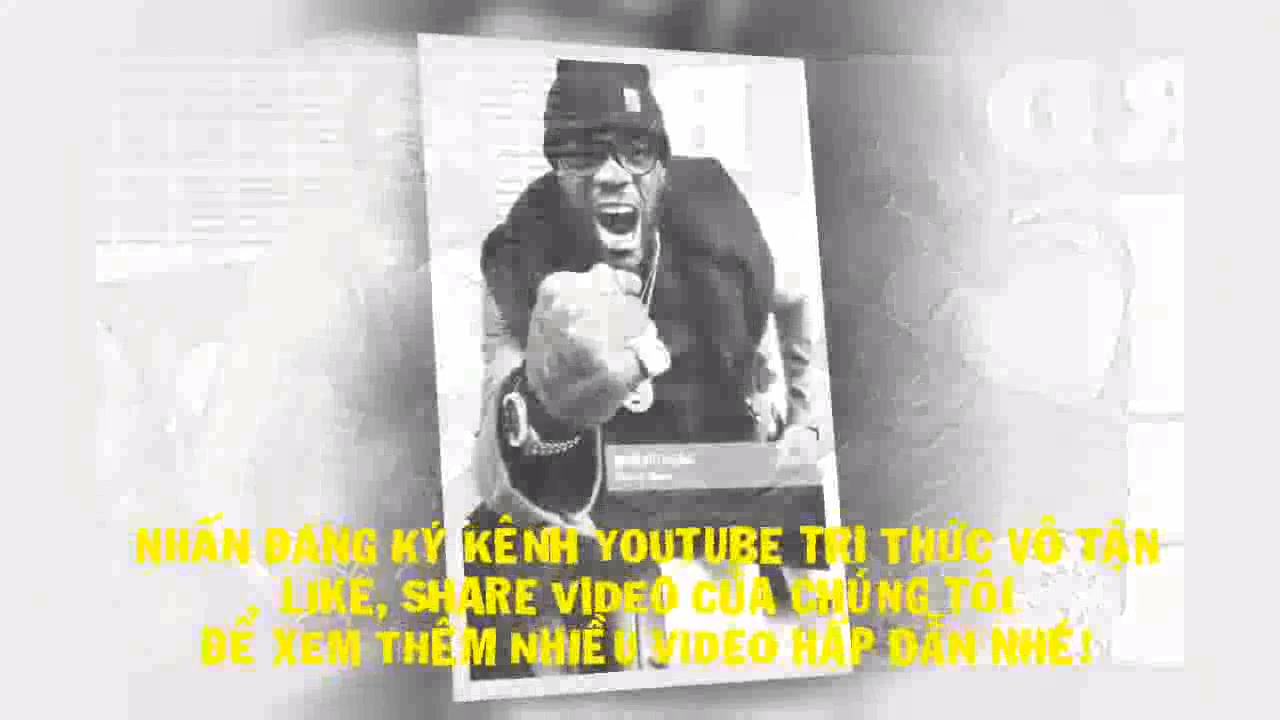 NHẤN ĐĂNG KÝ KÊNH YOUTUBE TRI THỨC VÔ TẬN
LIKE, SHARE VIDEO CỦA CHÚNG TÔI
ĐỂ XEM THÊM NHIỀU VIDEO HẤP DẪN NHÉ!